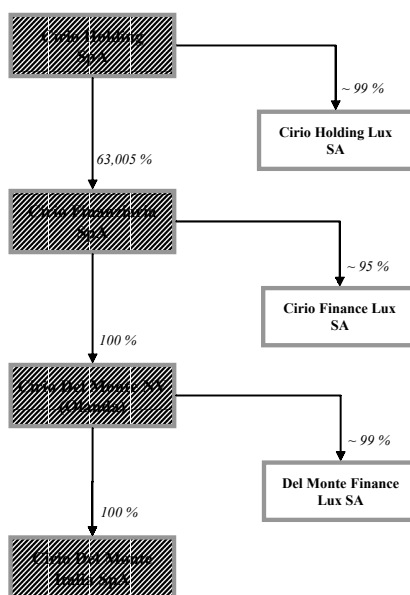 Cirio Holding
SpA
~ 99 %
Cirio Holding Lux
SA
63,005 %
Cirio Finanziaria
SpA
~ 95 %
Cirio Finance Lux
SA
100 %
Cirio Del Monte NV
(Olanda)
~ 99 %
Del Monte Finance
Lux SA
100 %
Cirio Del Monte
Italia SpA